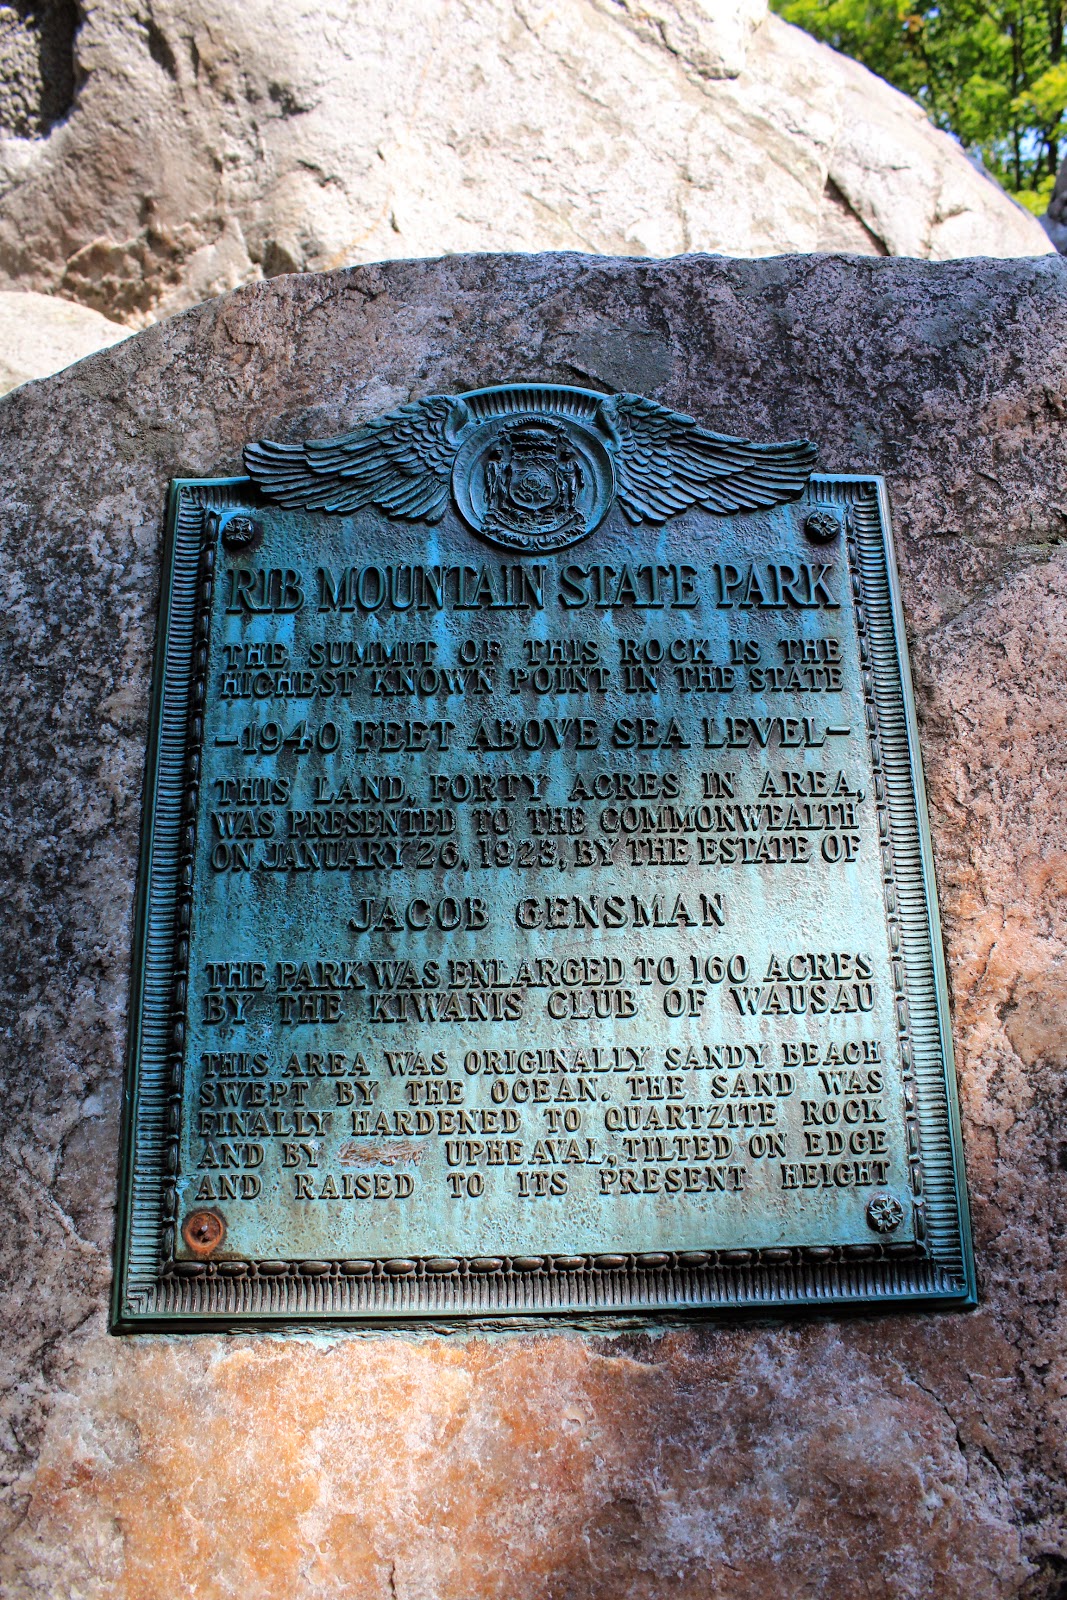 RIB MOUNTAIN STATE PARK
THE SUMMIT OF THIS ROCK IS THE
HIGHEST KNOWN POINT IN THE STATE
-1940 FEET ABOVE SEA LEVEL-
THIS LAND, FORTY ACRES IN AREA,
WAS PRESENTED TO THE COMMONWEALTH
ON JANUARY 26, 1923, BY THE ESTATE OF
JACOB GENSMAN
THE PARK WAS ENLARGED TO 160 ACRES
BY THE KIWANIS CLUB OF WAUSAU
THIS AREA WAS ORIGINALLY SANDY BEACH
SWEPT BY THE OCEAN. THE SAND WAS
FINALLY HARDENED TO QUARTZITE ROCK
AND BY UPHEAVAL, TILTED ON EDGE
AND RAISED TO ITS PRESENT HEIGHT